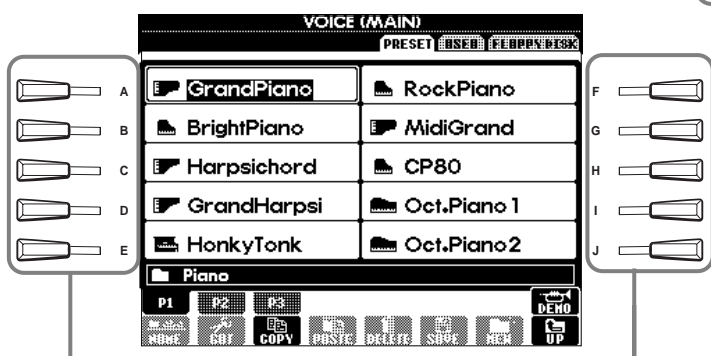 VOICE (MAIN)
PRESET USER FLOPPY DISK
A GrandPiano RockPiano F
B BrightPiano MidiGrand G
C Harpsichord CP80 H
D GrandHarpsi Oct.Piano1 I
E HonkyTonk Oct.Piano2 J
Piano
P1 P2 P3 DEMO
NAME CUT COPY PASTE DELETE SAVE NEW UP